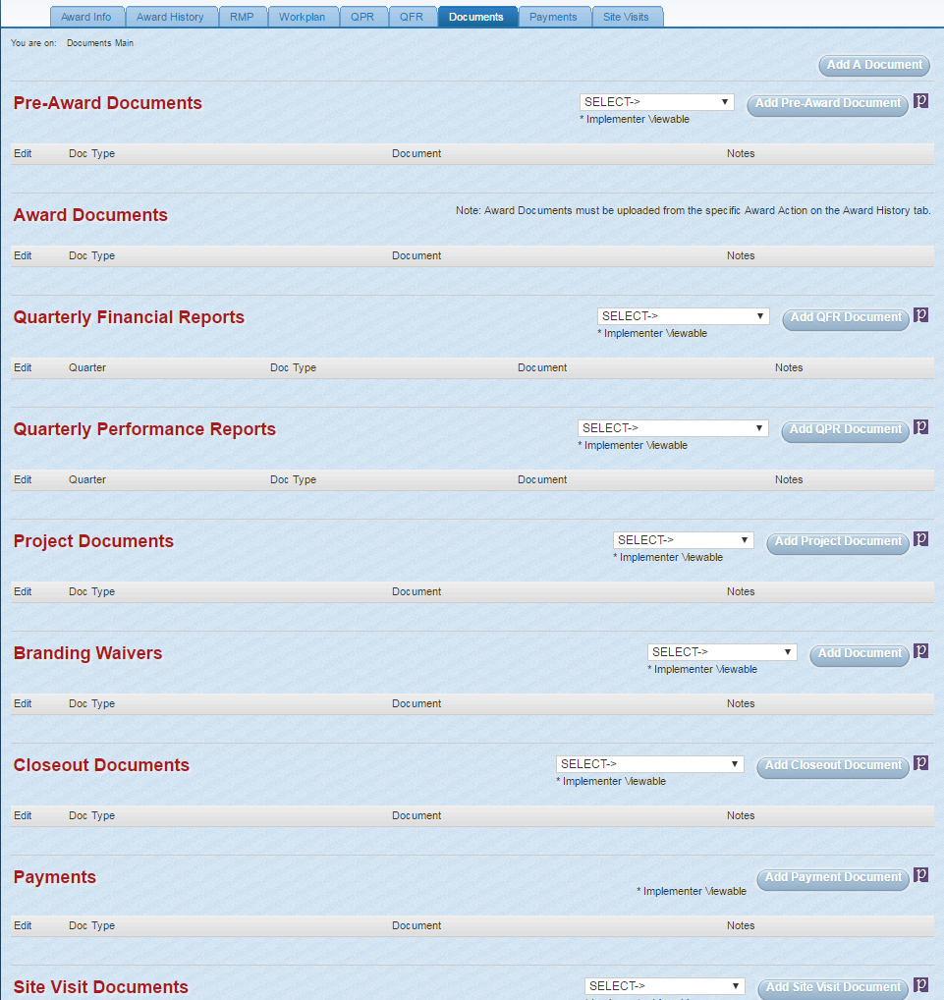 Award Info Award History RMP Workplan QPR QFR Documents Payments Site Visits
You are on: Documents Main
Add A Document
Pre-Award Documents SELECT-> Add Pre-Award Document p
* Implementer Viewable
Edit Doc Type Document Notes
Award Documents Note: Award Documents must be uploaded from the specific Award Action on the Award History tab.
Edit Doc Type Document Notes
Quarterly Financial Reports SELECT-> Add QFR Document p
* Implementer Viewable
Edit Quarter Doc Type Document Notes
Quarterly Performance Reports SELECT-> Add QPR Document p
* Implementer Viewable
Edit Quarter Doc Type Document Notes
Project Documents SELECT-> Add Project Document p
* Implementer Viewable
Edit Doc Type Document Notes
Branding Waivers SELECT-> Add Document p
* Implementer Viewable
Edit Doc Type Document Notes
Closeout Documents SELECT-> Add Closeout Document p
* Implementer Viewable
Edit Doc Type Document Notes
Payments Add Payment Document p
* Implementer Viewable
Edit Doc Type Document Notes
Site Visit Documents SELECT-> Add Site Visit Document p